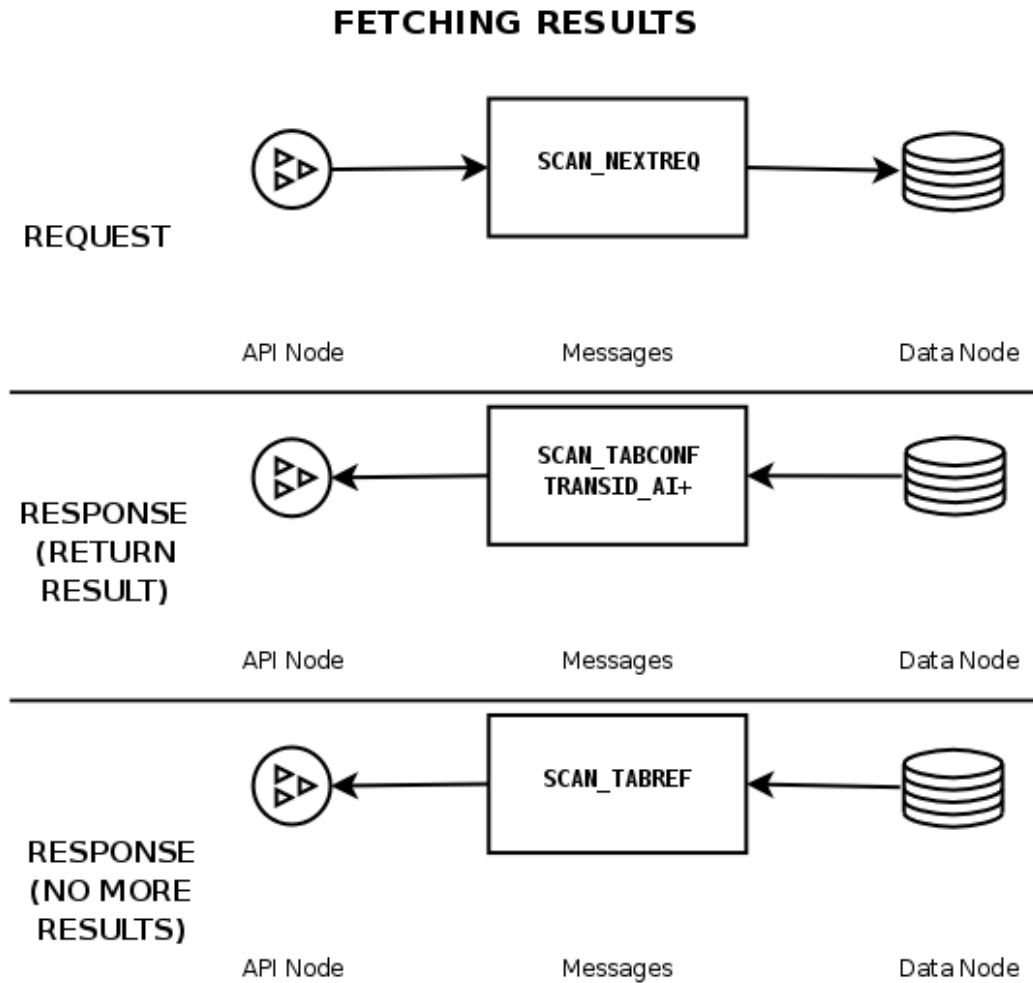 FETCHING RESULTS
SCAN_NEXTREQ
REQUEST
API Node
Messages
Data Node
SCAN_TABCONF
TRANSID_AI+
RESPONSE
(RETURN
RESULT)
API Node
Messages
Data Node
SCAN_TABREF
RESPONSE
(NO MORE
RESULTS)
API Node
Messages
Data Node